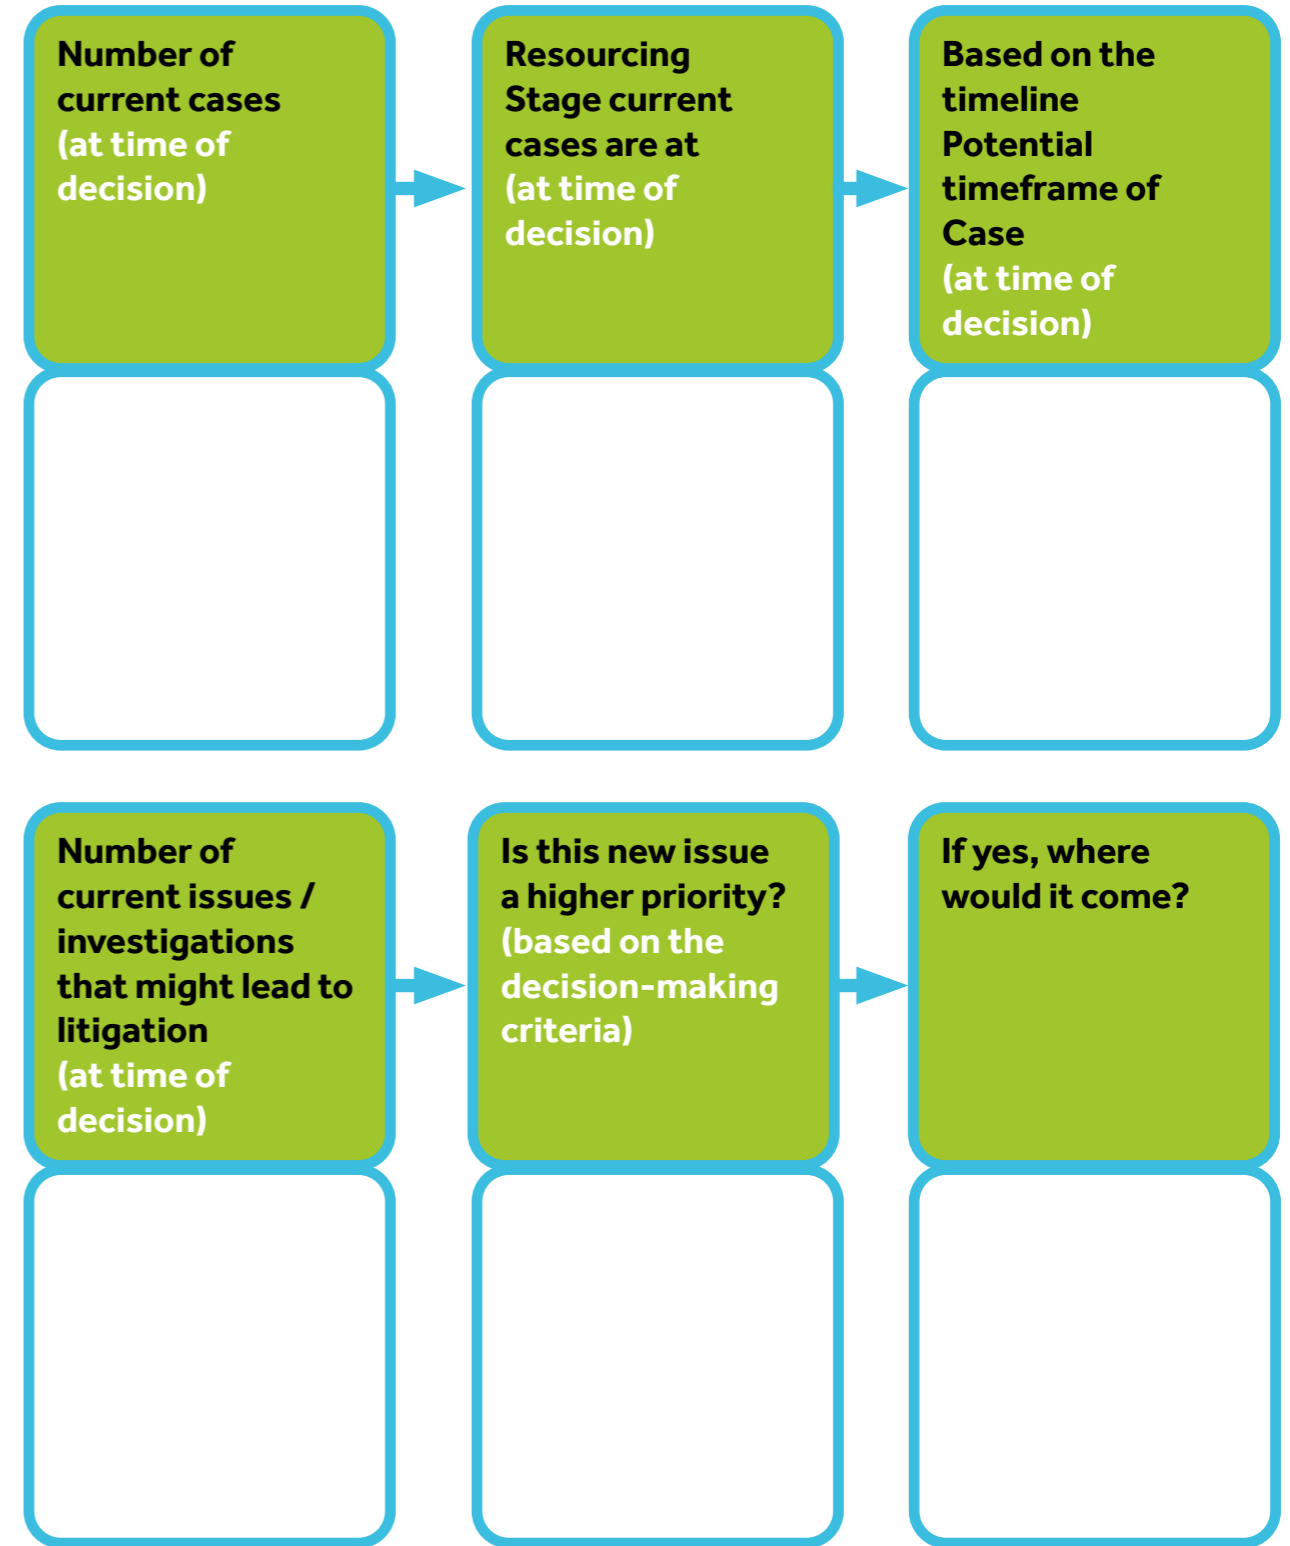 Number of
current cases
(at time of
decision)
Resourcing
Stage current
cases are at
(at time of
decision)
Based on the
timeline
Potential
timeframe of
Case
(at time of
decision)
Number of
current issues /
investigations
that might lead to
litigation
(at time of
decision)
Is this new issue
a higher priority?
(based on the
decision-making
criteria)
If yes, where
would it come?